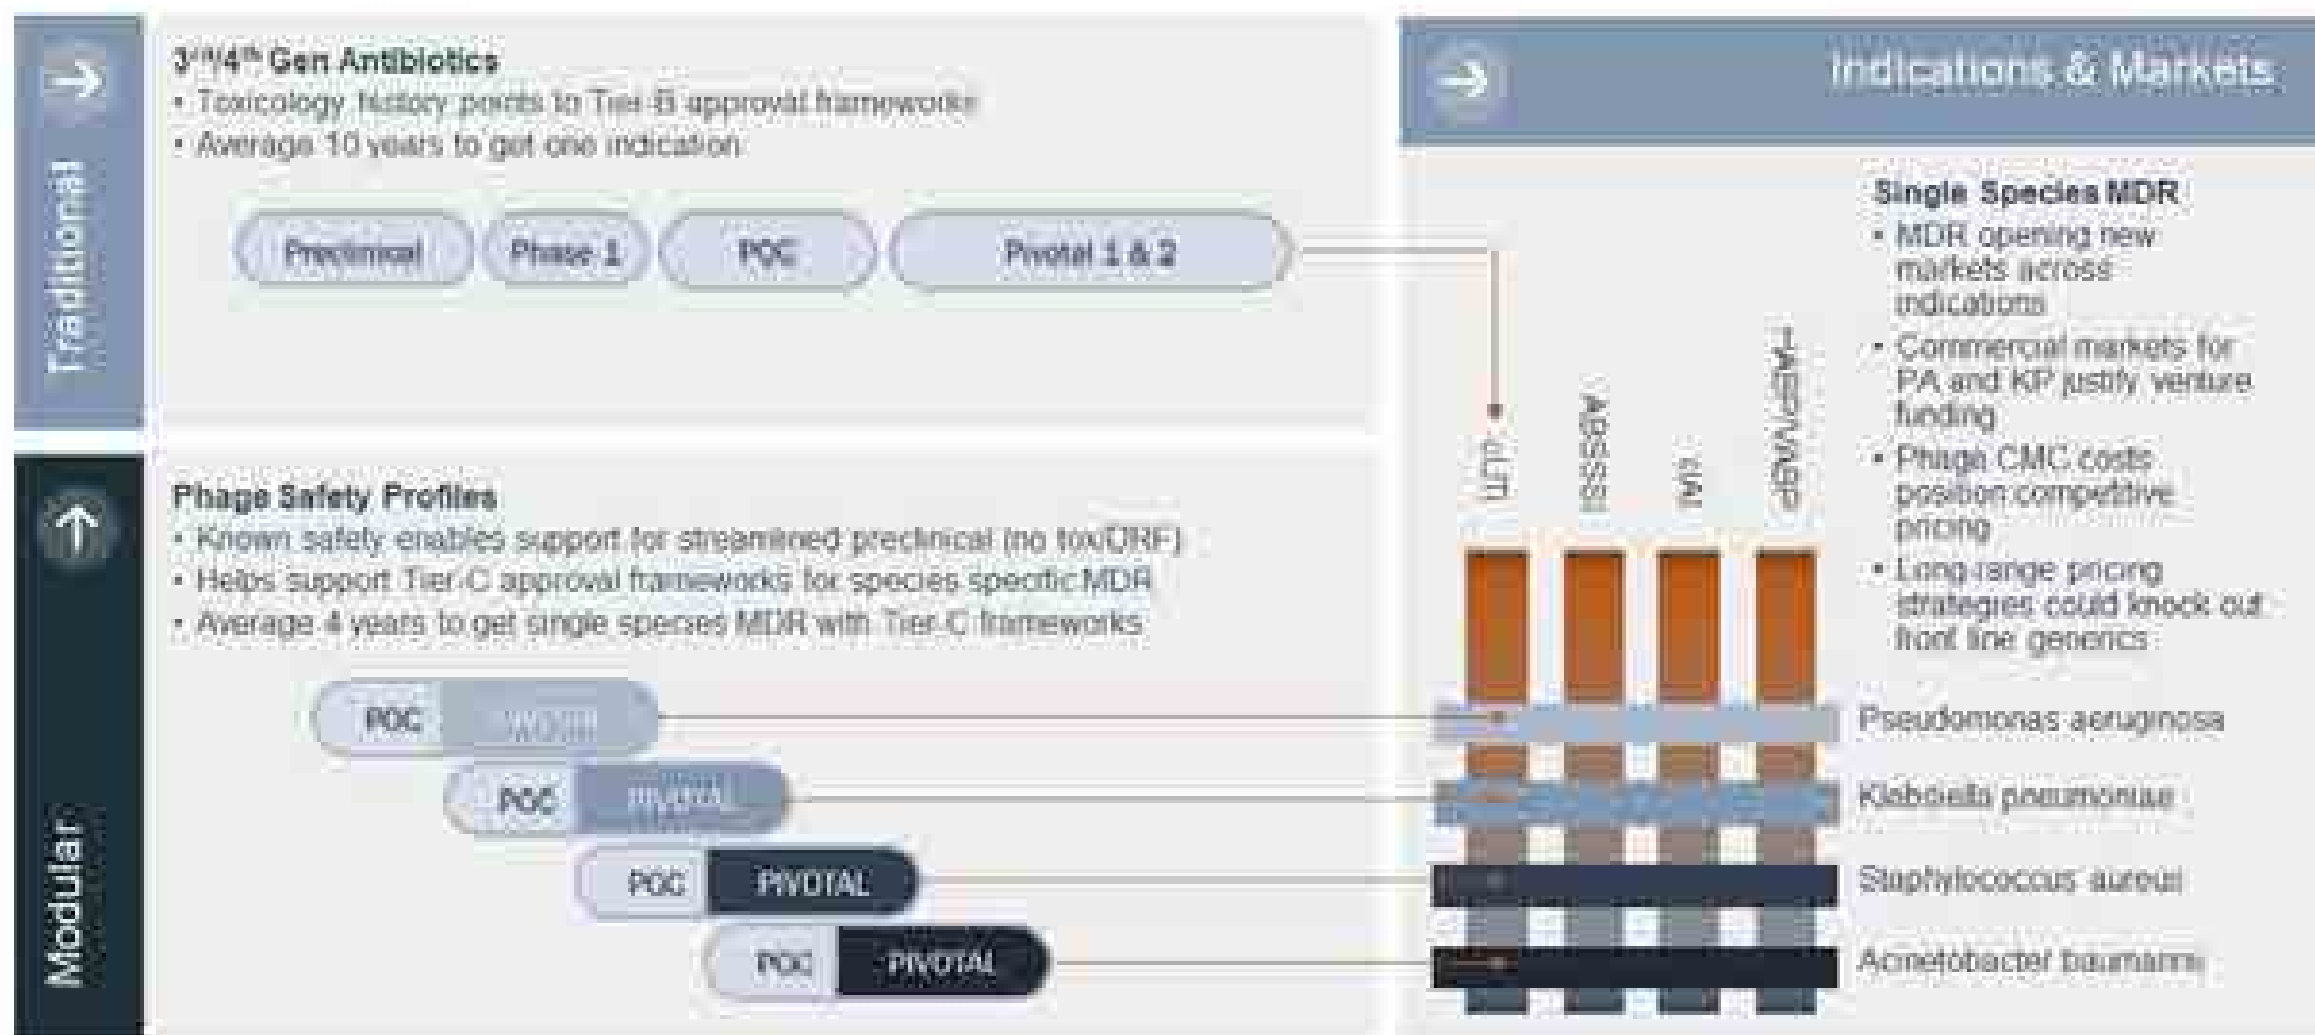 Traditional
3rd/4th Gen Antibiotics
• Toxicology history points to Tier-B approval frameworks
• Average 10 years to get one indication
Preclinical
Phase 1
POC
Pivotal 1 & 2
Modular
Phage Safety Profiles
• Known safety enables support for streamlined preclinical (no tox/DRF)
• Helps support Tier-C approval frameworks for species specific MDR
• Average 4 years to get single species MDR with Tier-C frameworks
POC
POC PIVOTAL
POC PIVOTAL
POC PIVOTAL
Indications & Markets
cUTI
ABSSSI
cIAI
HABP/VABP
Single Species MDR
• MDR opening new
markets across
indications
• Commercial markets for
PA and KP justify venture
funding
• Phage CMC costs
position competitive
pricing
• Long-range pricing
strategies could knock out
front line generics
Pseudomonas aeruginosa
Klebsiella pneumoniae
Staphylococcus aureus
Acinetobacter baumannii